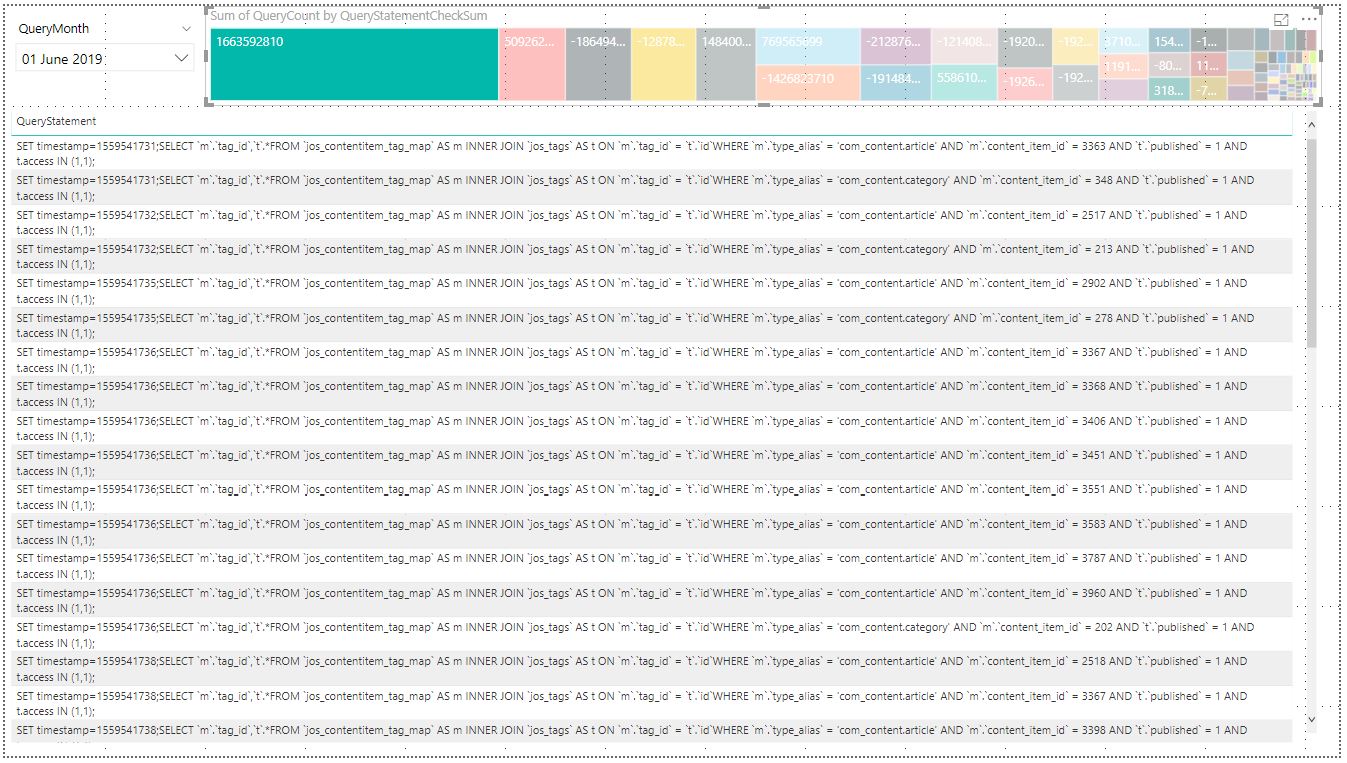 QueryMonth
01 June 2019
Sum of QueryCount by QueryStatementCheckSum
1663592810
509262...
-186494...
-12878...
148400...
769565699
-1426823710
-212876...
-191484...
-121408...
558610...
-1920...
-1926...
-192...
-192...
3710...
1191...
154...
-80...
318...
-1...
11...
-7...
QueryStatement
SET timestamp=1559541731;SELECT `m`.`tag_id`,`t`.*FROM `jos_contentitem_tag_map` AS m INNER JOIN `jos_tags` AS t ON `m`.`tag_id` = `t`.`id`WHERE `m`.`type_alias` = 'com_content.article' AND `m`.`content_item_id` = 3363 AND `t`.`published` = 1 AND
t.access IN (1,1);
SET timestamp=1559541731;SELECT `m`.`tag_id`,`t`.*FROM `jos_contentitem_tag_map` AS m INNER JOIN `jos_tags` AS t ON `m`.`tag_id` = `t`.`id`WHERE `m`.`type_alias` = 'com_content.category' AND `m`.`content_item_id` = 348 AND `t`.`published` = 1 AND
t.access IN (1,1);
SET timestamp=1559541732;SELECT `m`.`tag_id`,`t`.*FROM `jos_contentitem_tag_map` AS m INNER JOIN `jos_tags` AS t ON `m`.`tag_id` = `t`.`id`WHERE `m`.`type_alias` = 'com_content.article' AND `m`.`content_item_id` = 2517 AND `t`.`published` = 1 AND
t.access IN (1,1);
SET timestamp=1559541732;SELECT `m`.`tag_id`,`t`.*FROM `jos_contentitem_tag_map` AS m INNER JOIN `jos_tags` AS t ON `m`.`tag_id` = `t`.`id`WHERE `m`.`type_alias` = 'com_content.category' AND `m`.`content_item_id` = 213 AND `t`.`published` = 1 AND
t.access IN (1,1);
SET timestamp=1559541735;SELECT `m`.`tag_id`,`t`.*FROM `jos_contentitem_tag_map` AS m INNER JOIN `jos_tags` AS t ON `m`.`tag_id` = `t`.`id`WHERE `m`.`type_alias` = 'com_content.article' AND `m`.`content_item_id` = 2902 AND `t`.`published` = 1 AND
t.access IN (1,1);
SET timestamp=1559541735;SELECT `m`.`tag_id`,`t`.*FROM `jos_contentitem_tag_map` AS m INNER JOIN `jos_tags` AS t ON `m`.`tag_id` = `t`.`id`WHERE `m`.`type_alias` = 'com_content.category' AND `m`.`content_item_id` = 278 AND `t`.`published` = 1 AND
t.access IN (1,1);
SET timestamp=1559541736;SELECT `m`.`tag_id`,`t`.*FROM `jos_contentitem_tag_map` AS m INNER JOIN `jos_tags` AS t ON `m`.`tag_id` = `t`.`id`WHERE `m`.`type_alias` = 'com_content.article' AND `m`.`content_item_id` = 3367 AND `t`.`published` = 1 AND
t.access IN (1,1);
SET timestamp=1559541736;SELECT `m`.`tag_id`,`t`.*FROM `jos_contentitem_tag_map` AS m INNER JOIN `jos_tags` AS t ON `m`.`tag_id` = `t`.`id`WHERE `m`.`type_alias` = 'com_content.article' AND `m`.`content_item_id` = 3368 AND `t`.`published` = 1 AND
t.access IN (1,1);
SET timestamp=1559541736;SELECT `m`.`tag_id`,`t`.*FROM `jos_contentitem_tag_map` AS m INNER JOIN `jos_tags` AS t ON `m`.`tag_id` = `t`.`id`WHERE `m`.`type_alias` = 'com_content.article' AND `m`.`content_item_id` = 3406 AND `t`.`published` = 1 AND
t.access IN (1,1);
SET timestamp=1559541736;SELECT `m`.`tag_id`,`t`.*FROM `jos_contentitem_tag_map` AS m INNER JOIN `jos_tags` AS t ON `m`.`tag_id` = `t`.`id`WHERE `m`.`type_alias` = 'com_content.article' AND `m`.`content_item_id` = 3451 AND `t`.`published` = 1 AND
t.access IN (1,1);
SET timestamp=1559541736;SELECT `m`.`tag_id`,`t`.*FROM `jos_contentitem_tag_map` AS m INNER JOIN `jos_tags` AS t ON `m`.`tag_id` = `t`.`id`WHERE `m`.`type_alias` = 'com_content.article' AND `m`.`content_item_id` = 3551 AND `t`.`published` = 1 AND
t.access IN (1,1);
SET timestamp=1559541736;SELECT `m`.`tag_id`,`t`.*FROM `jos_contentitem_tag_map` AS m INNER JOIN `jos_tags` AS t ON `m`.`tag_id` = `t`.`id`WHERE `m`.`type_alias` = 'com_content.article' AND `m`.`content_item_id` = 3583 AND `t`.`published` = 1 AND
t.access IN (1,1);
SET timestamp=1559541736;SELECT `m`.`tag_id`,`t`.*FROM `jos_contentitem_tag_map` AS m INNER JOIN `jos_tags` AS t ON `m`.`tag_id` = `t`.`id`WHERE `m`.`type_alias` = 'com_content.article' AND `m`.`content_item_id` = 3787 AND `t`.`published` = 1 AND
t.access IN (1,1);
SET timestamp=1559541736;SELECT `m`.`tag_id`,`t`.*FROM `jos_contentitem_tag_map` AS m INNER JOIN `jos_tags` AS t ON `m`.`tag_id` = `t`.`id`WHERE `m`.`type_alias` = 'com_content.article' AND `m`.`content_item_id` = 3960 AND `t`.`published` = 1 AND
t.access IN (1,1);
SET timestamp=1559541736;SELECT `m`.`tag_id`,`t`.*FROM `jos_contentitem_tag_map` AS m INNER JOIN `jos_tags` AS t ON `m`.`tag_id` = `t`.`id`WHERE `m`.`type_alias` = 'com_content.category' AND `m`.`content_item_id` = 202 AND `t`.`published` = 1 AND
t.access IN (1,1);
SET timestamp=1559541738;SELECT `m`.`tag_id`,`t`.*FROM `jos_contentitem_tag_map` AS m INNER JOIN `jos_tags` AS t ON `m`.`tag_id` = `t`.`id`WHERE `m`.`type_alias` = 'com_content.article' AND `m`.`content_item_id` = 2518 AND `t`.`published` = 1 AND
t.access IN (1,1);
SET timestamp=1559541738;SELECT `m`.`tag_id`,`t`.*FROM `jos_contentitem_tag_map` AS m INNER JOIN `jos_tags` AS t ON `m`.`tag_id` = `t`.`id`WHERE `m`.`type_alias` = 'com_content.article' AND `m`.`content_item_id` = 3367 AND `t`.`published` = 1 AND
t.access IN (1,1);
SET timestamp=1559541738;SELECT `m`.`tag_id`,`t`.*FROM `jos_contentitem_tag_map` AS m INNER JOIN `jos_tags` AS t ON `m`.`tag_id` = `t`.`id`WHERE `m`.`type_alias` = 'com_content.article' AND `m`.`content_item_id` = 3398 AND `t`.`published` = 1 AND